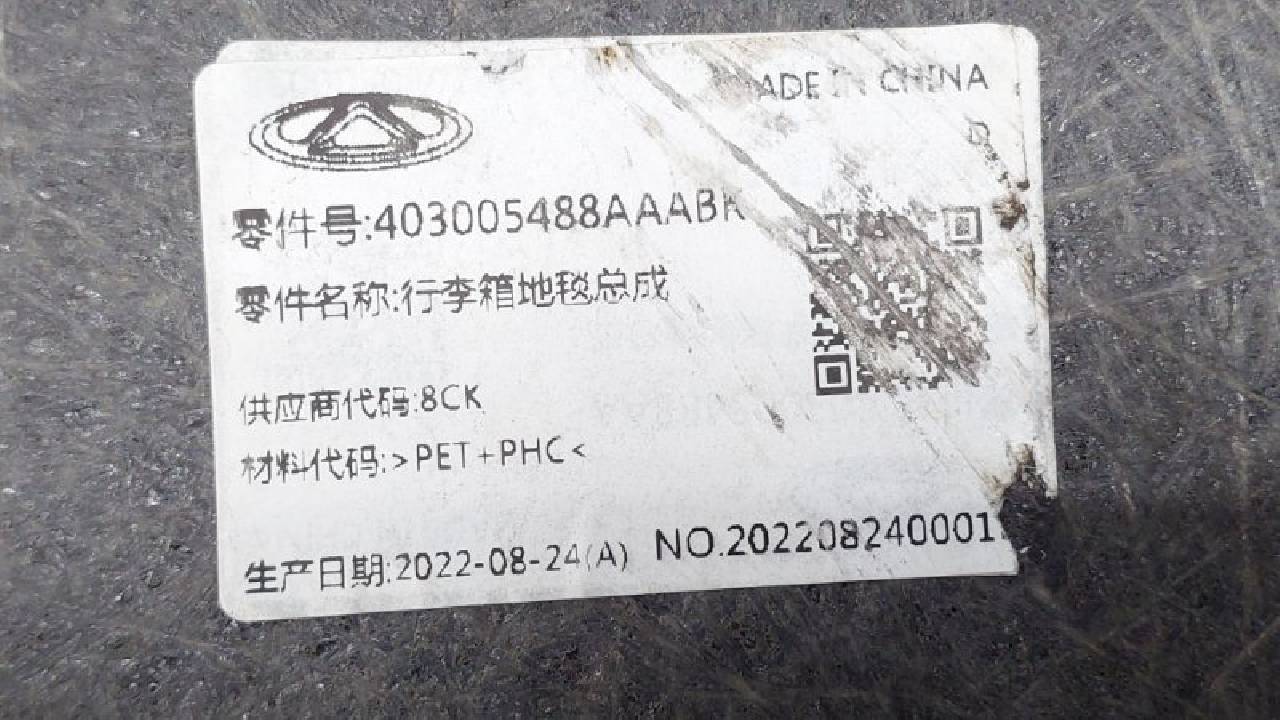 MADE IN CHINA
零件号:403005488AAABK
零件名称:行李箱地毯总成
供应商代码:8CK
材料代码:>PET+PHC<
生产日期:2022-08-24(A)
NO.202208240001